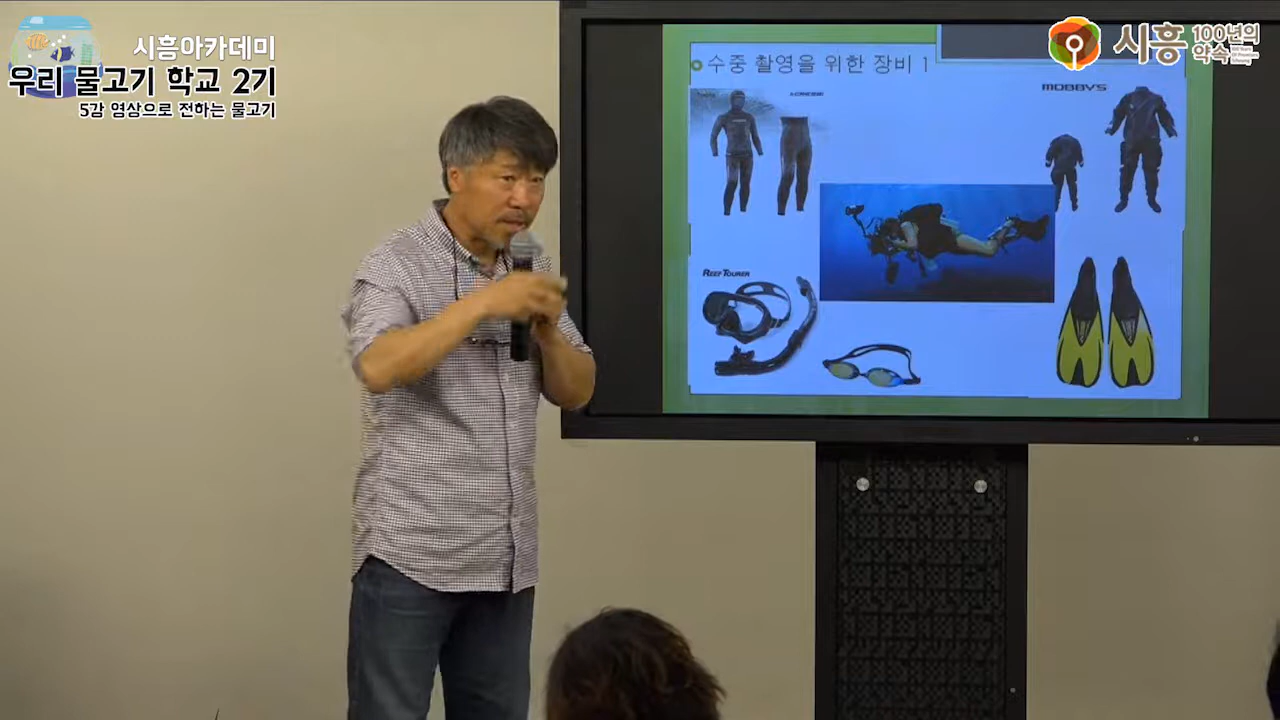 시흥아카데미
우리 물고기 학교 2기
5강 영상으로 전하는 물고기
시흥
100년의
약속
수중 촬영을 위한 장비 1
MOBBY'S
REEF TOURER